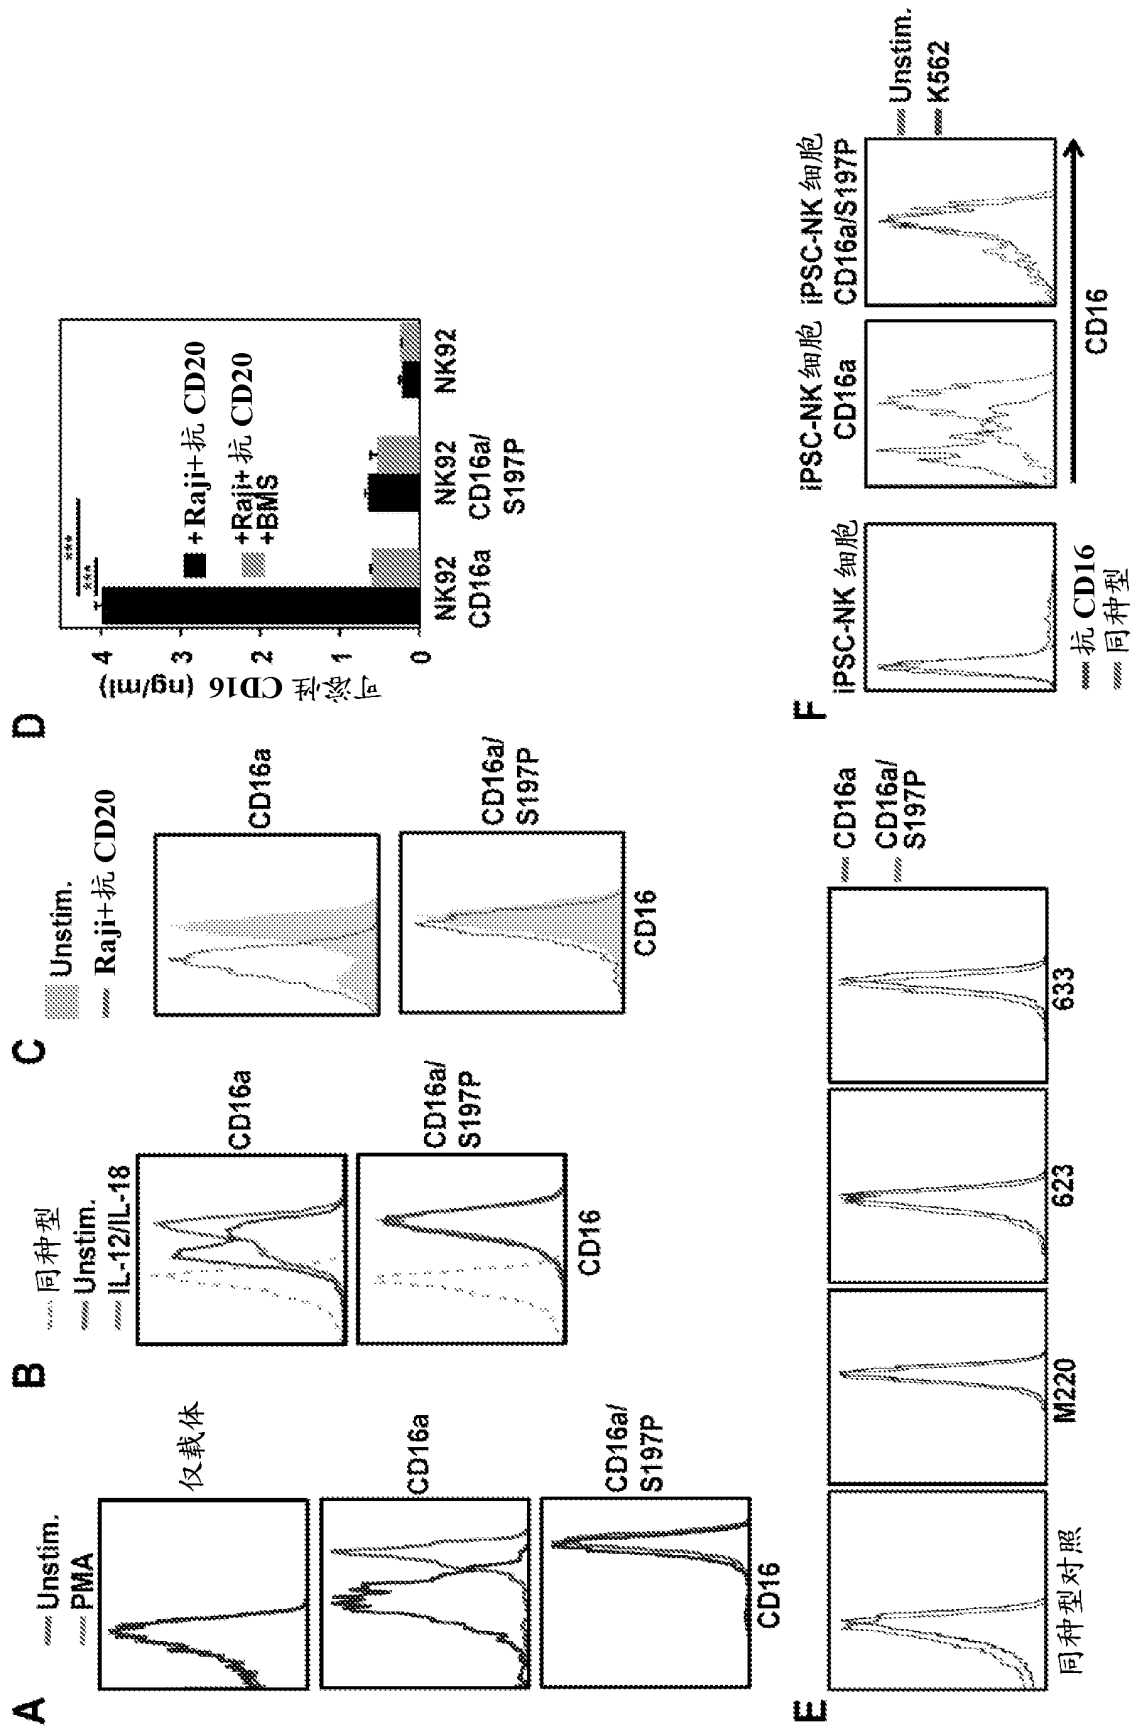 A
Unstim.
PMA
仅载体
CD16a
CD16a/
S197P
CD16
B
同种型
Unstim.
IL-12/IL-18
CD16a
CD16a/
S197P
CD16
C
Unstim.
Raji+抗 CD20
CD16a
CD16a/
S197P
CD16
D
可溶性 CD16 (ng/ml)
4
3
2
1
0
***
***
+Raji+抗 CD20
+Raji+抗 CD20
+BMS
NK92
CD16a
NK92
CD16a/
S197P
NK92
E
CD16a
CD16a/
S197P
同种型对照
M220
623
633
F
iPSC-NK 细胞
iPSC-NK 细胞
CD16a
iPSC-NK 细胞
CD16a/S197P
Unstim.
K562
抗 CD16
同种型
CD16